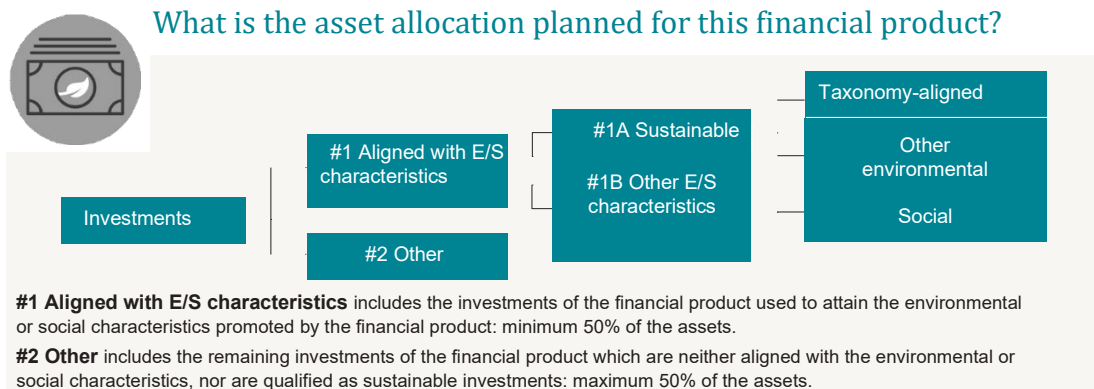 What is the asset allocation planned for this financial product?
Investments
#1 Aligned with E/S
characteristics
#2 Other
#1A Sustainable
#1B Other E/S
characteristics
Taxonomy-aligned
Other
environmental
Social
#1 Aligned with E/S characteristics includes the investments of the financial product used to attain the environmental
or social characteristics promoted by the financial product: minimum 50% of the assets.
#2 Other includes the remaining investments of the financial product which are neither aligned with the environmental or
social characteristics, nor are qualified as sustainable investments: maximum 50% of the assets.